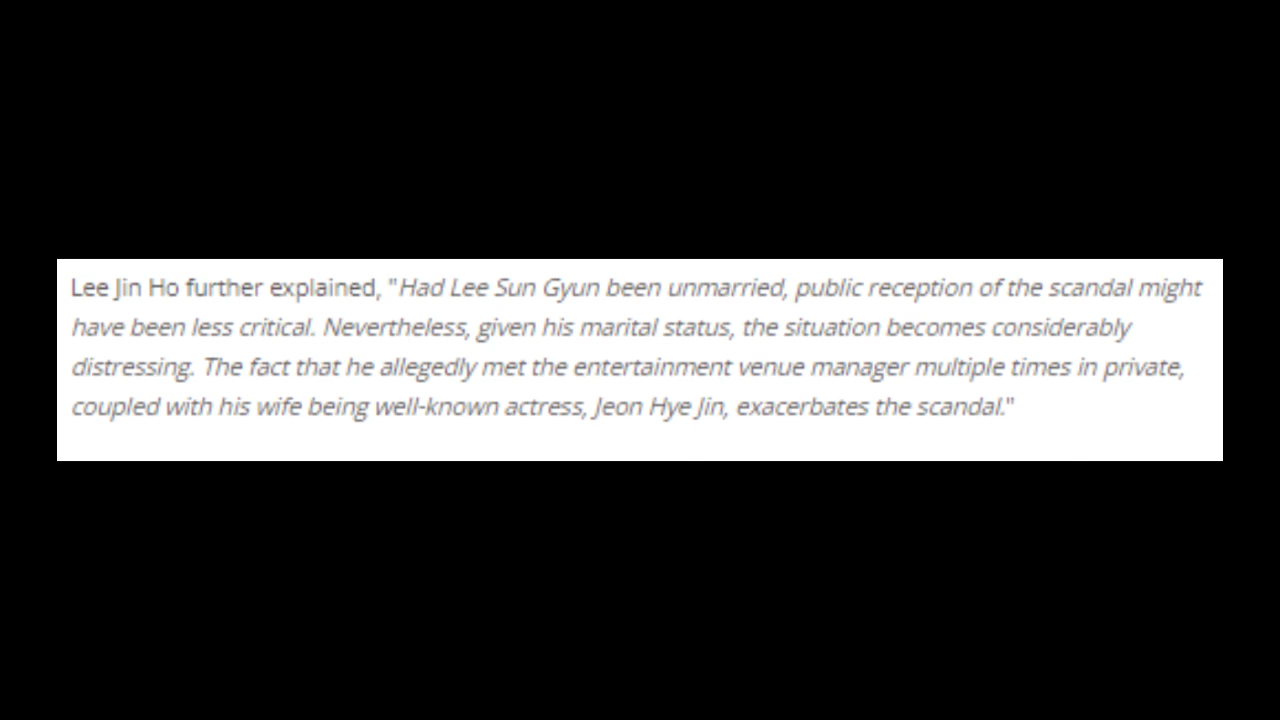 Lee Jin Ho further explained, "Had Lee Sun Gyun been unmarried, public reception of the scandal might
have been less critical. Nevertheless, given his marital status, the situation becomes considerably
distressing. The fact that he allegedly met the entertainment venue manager multiple times in private,
coupled with his wife being well-known actress, Jeon Hye Jin, exacerbates the scandal."